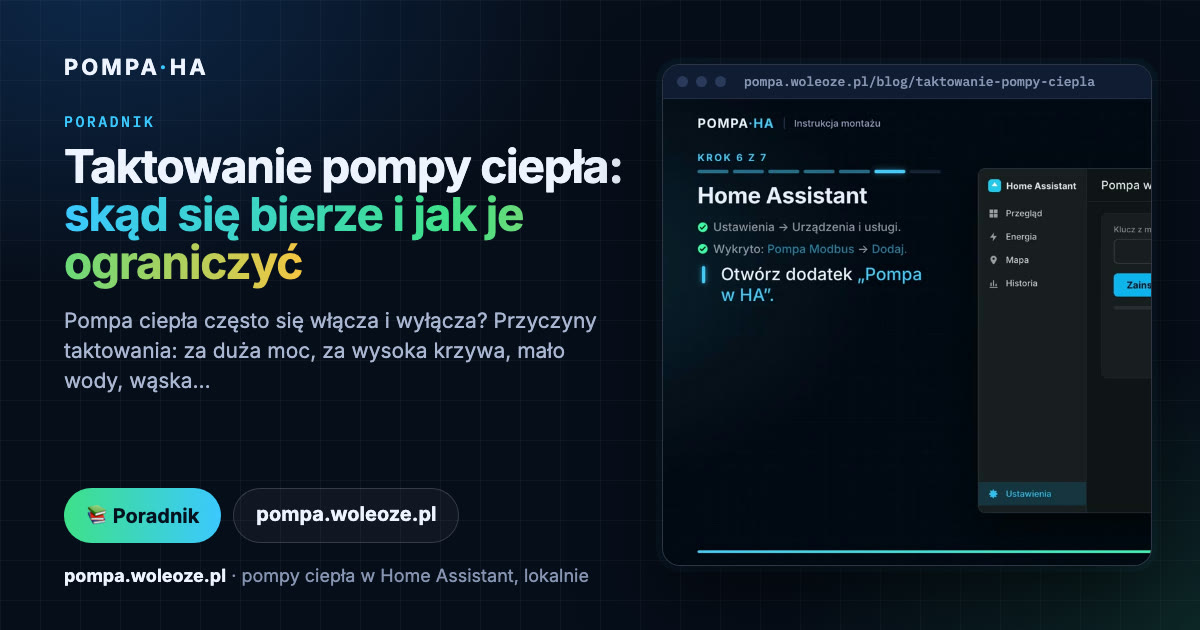 POMPA·HA
PORADNIK
Taktowanie pompy ciepła:
skąd się bierze i jak je
ograniczyć
Pompa ciepła często się włącza i wyłącza? Przyczyny
taktowania: za duża moc, za wysoka krzywa, mało
wody, wąska...
📚 Poradnik
pompa.woleoze.pl
pompa.woleoze.pl · pompy ciepła w Home Assistant, lokalnie
pompa.woleoze.pl/blog/taktowanie-pompy-ciepla
POMPA·HA | Instrukcja montażu
KROK 6 Z 7
Home Assistant
Ustawienia → Urządzenia i usługi.
Wykryto: Pompa Modbus → Dodaj.
Otwórz dodatek „Pompa
w HA”.
Home Assistant
Przegląd
Energia
Mapa
Historia
Ustawienia
Pompa w
Klucz z m
Zains